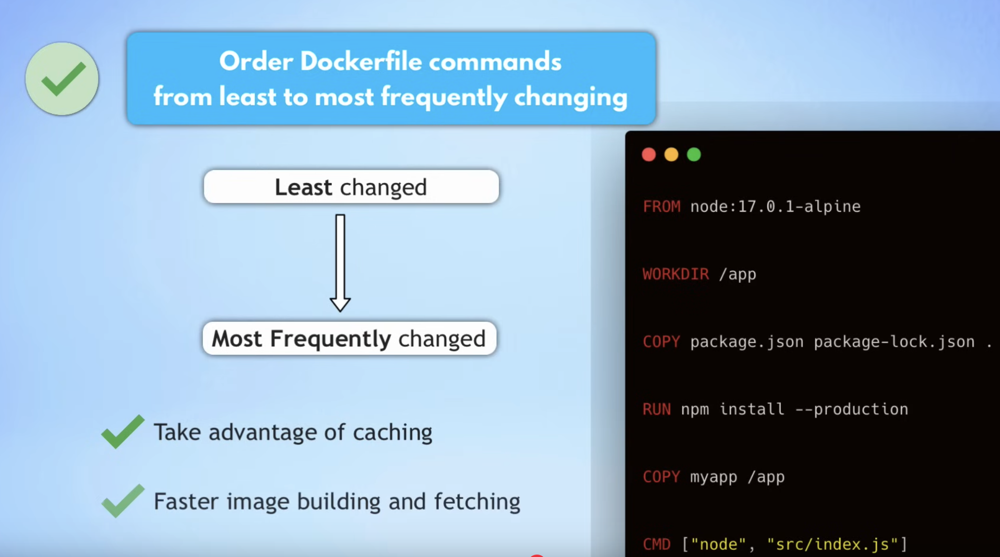 Order Dockerfile commands
from least to most frequently changing
Least changed
Most Frequently changed
Take advantage of caching
Faster image building and fetching
FROM node:17.0.1-alpine
WORKDIR /app
COPY package.json package-lock.json .
RUN npm install --production
COPY myapp /app
CMD ["node", "src/index.js"]